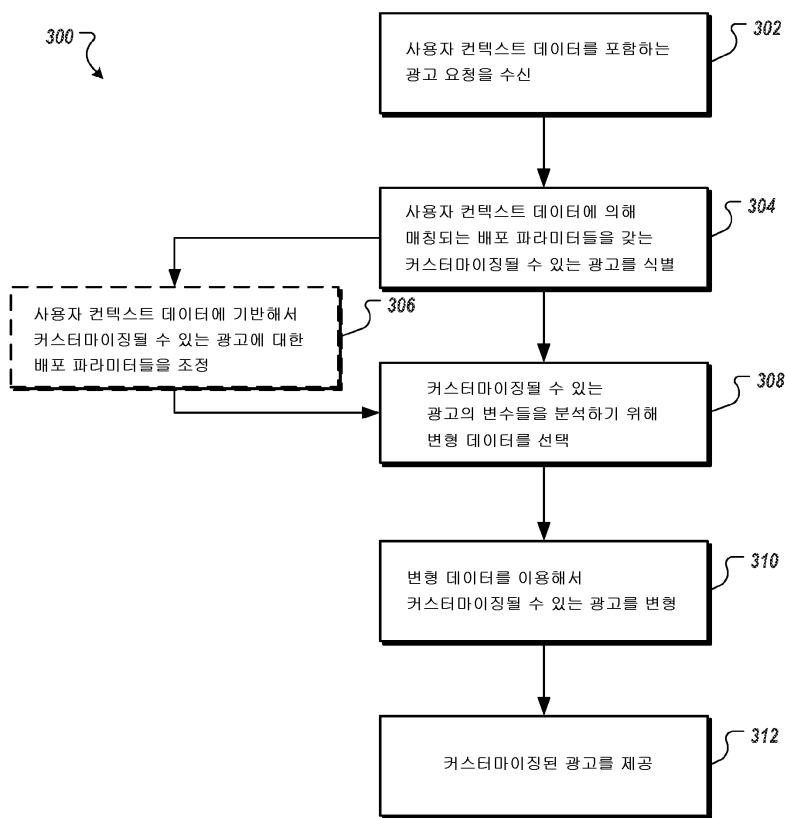 300
302
사용자 컨텍스트 데이터를 포함하는
광고 요청을 수신
304
사용자 컨텍스트 데이터에 의해
매칭되는 배포 파라미터들을 갖는
커스터마이징될 수 있는 광고를 식별
306
사용자 컨텍스트 데이터에 기반해서
커스터마이징될 수 있는 광고에 대한
배포 파라미터들을 조정
308
커스터마이징될 수 있는
광고의 변수들을 분석하기 위해
변형 데이터를 선택
310
변형 데이터를 이용해서
커스터마이징될 수 있는 광고를 변형
312
커스터마이징된 광고를 제공